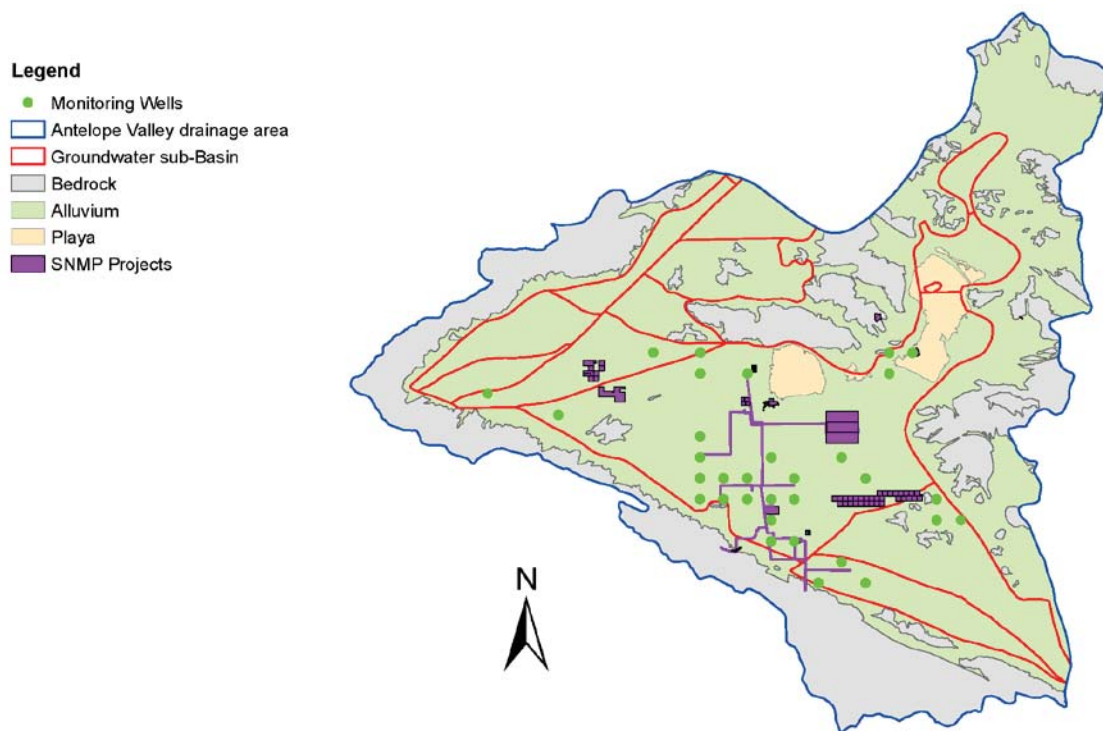 Legend
Monitoring Wells
Antelope Valley drainage area
Groundwater sub-Basin
Bedrock
Alluvium
Playa
SNMP Projects
N